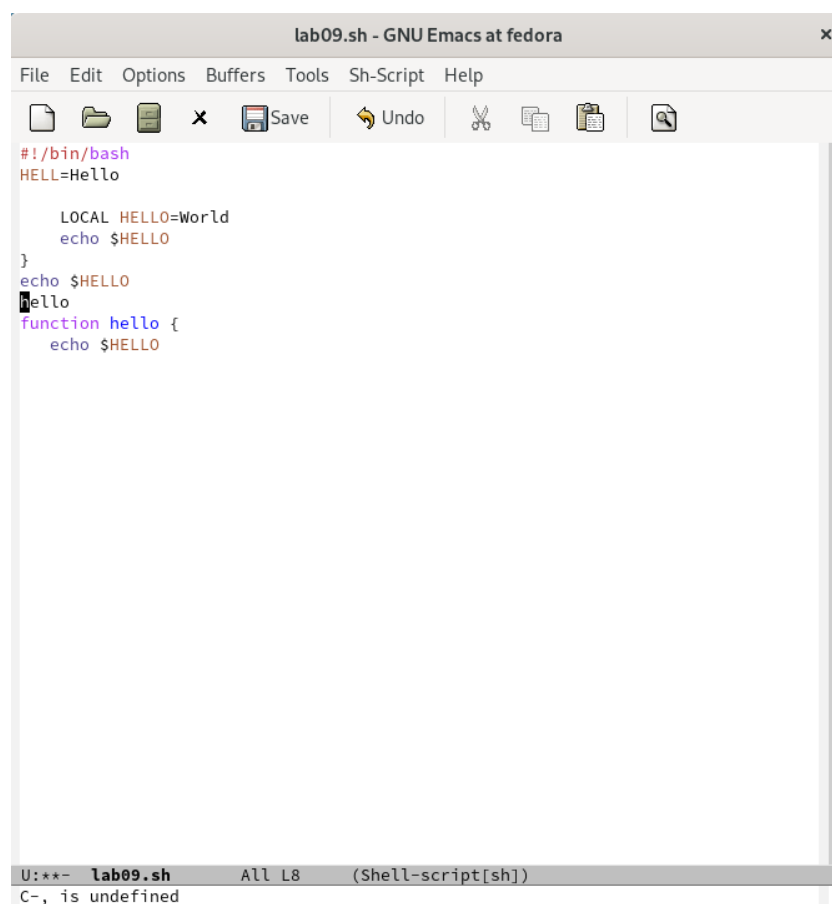 lab09.sh - GNU Emacs at fedora ×
File Edit Options Buffers Tools Sh-Script Help
Save Undo
#!/bin/bash
HELL=Hello
    LOCAL HELLO=World
    echo $HELLO
}
echo $HELLO
hello
function hello {
   echo $HELLO
U:**- lab09.sh All L8 (Shell-script[sh])
C-, is undefined